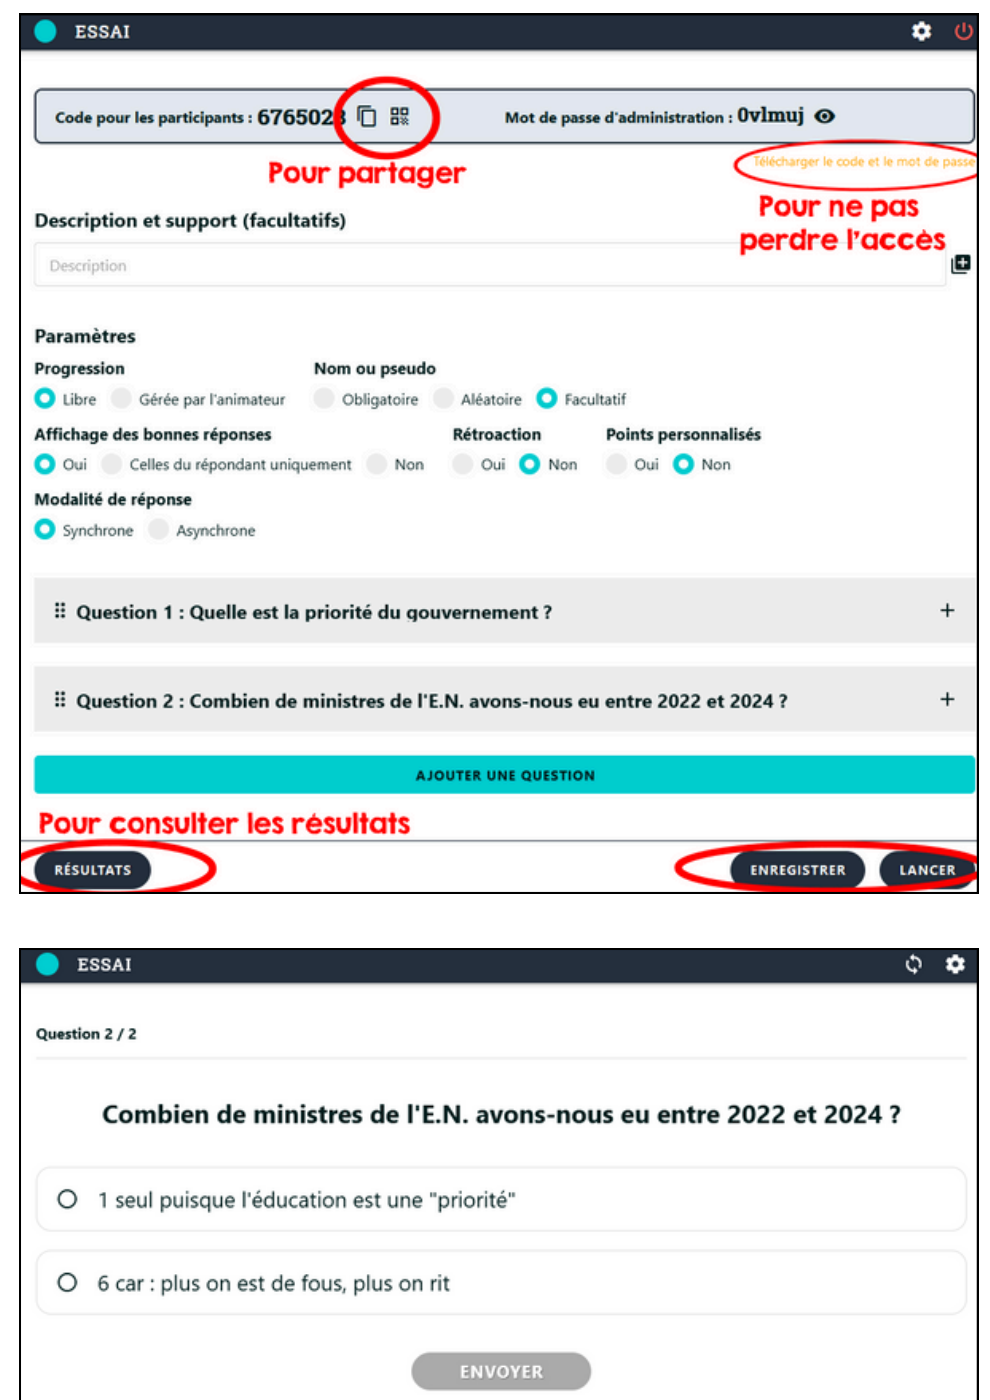 ESSAI
Code pour les participants : 6765023 Mot de passe d'administration : 0vlmuj
Télécharger le code et le mot de passe
Pour partager
Pour ne pas
perdre l'accès
Description et support (facultatifs)
Description
Paramètres
Progression Nom ou pseudo
Libre Gérée par l'animateur Obligatoire Aléatoire Facultatif
Affichage des bonnes réponses Rétroaction Points personnalisés
Oui Celles du répondant uniquement Non Oui Non Oui Non
Modalité de réponse
Synchrone Asynchrone
Question 1 : Quelle est la priorité du gouvernement ?
Question 2 : Combien de ministres de l'E.N. avons-nous eu entre 2022 et 2024 ?
AJOUTER UNE QUESTION
Pour consulter les résultats
RÉSULTATS ENREGISTRER LANCER
ESSAI
Question 2 / 2
Combien de ministres de l'E.N. avons-nous eu entre 2022 et 2024 ?
1 seul puisque l'éducation est une "priorité"
6 car : plus on est de fous, plus on rit
ENVOYER